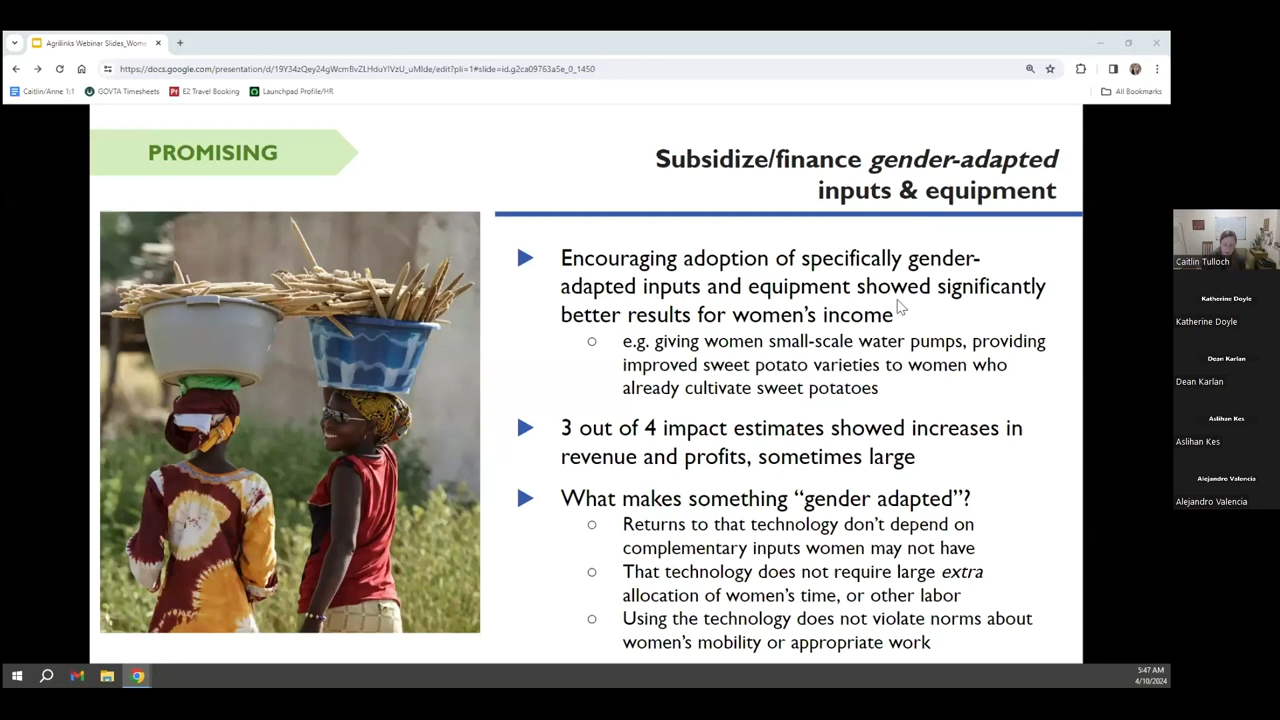 Agrilinks Webinar Slides_Wome
https://docs.google.com/presentation/d/19Y34zQey24gWcmBvZLHduYIVzU_uMlde/edit?pli=1#slide=id.g2ca09763a5e_0_1450
Caitlin/Anne 1:1
GOVTA Timesheets
E2 Travel Booking
Launchpad Profile/HR
All Bookmarks
PROMISING
Subsidize/finance gender-adapted
inputs & equipment
Encouraging adoption of specifically gender-
adapted inputs and equipment showed significantly
better results for women's income
e.g. giving women small-scale water pumps, providing
improved sweet potato varieties to women who
already cultivate sweet potatoes
3 out of 4 impact estimates showed increases in
revenue and profits, sometimes large
What makes something “gender adapted”?
Returns to that technology don't depend on
complementary inputs women may not have
That technology does not require large extra
allocation of women's time, or other labor
Using the technology does not violate norms about
women's mobility or appropriate work
Caitlin Tulloch
Katherine Doyle
Katherine Doyle
Dean Karlan
Dean Karlan
Aslihan Kes
Aslihan Kes
Alejandro Valencia
Alejandro Valencia
5:47 AM
4/10/2024